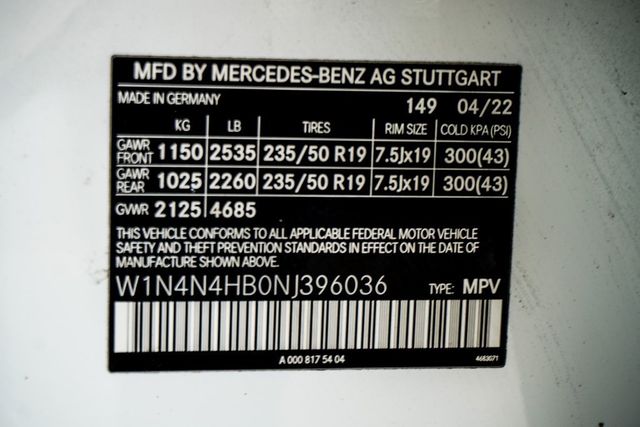 MFD BY MERCEDES-BENZ AG STUTTGART
MADE IN GERMANY 149 04/22
KG LB TIRES RIM SIZE COLD KPA (PSI)
GAWR FRONT 1150 2535 235/50 R19 7.5Jx19 300(43)
GAWR REAR 1025 2260 235/50 R19 7.5Jx19 300(43)
GVWR 2125 4685
THIS VEHICLE CONFORMS TO ALL APPLICABLE FEDERAL MOTOR VEHICLE
SAFETY AND THEFT PREVENTION STANDARDS IN EFFECT ON THE DATE OF
MANUFACTURE SHOWN ABOVE.
W1N4N4HB0NJ396036 TYPE: MPV
A 000 817 54 04 4683071